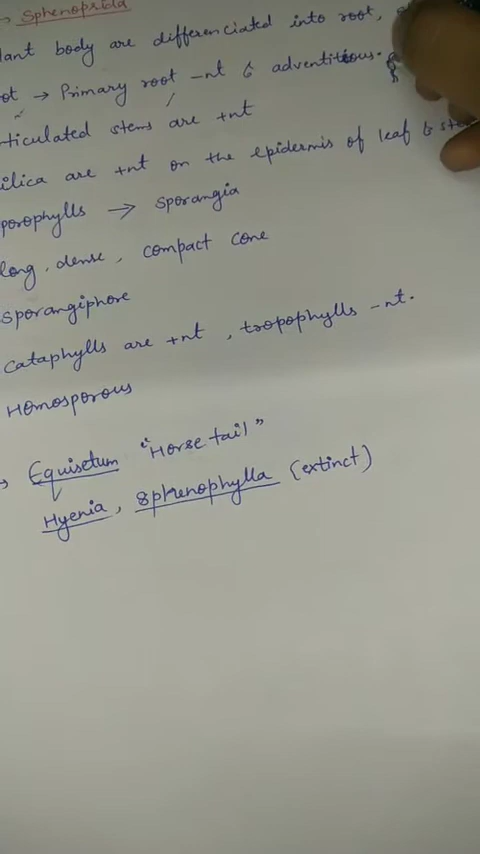 → Sphenoprida
lant body are differenciated into root,
ot → Primary root -nt & adventitious.
ticulated stems are +nt
ilica are +nt on the epidermis of leaf & ste
porophylls → sporangia
long, dense, compact cone
sporangiphore
cataphylls are +nt, tropophylls -nt.
Homosporous
→ Equisetum "Horse tail"
Hyenia, sphenophylla (extinct)